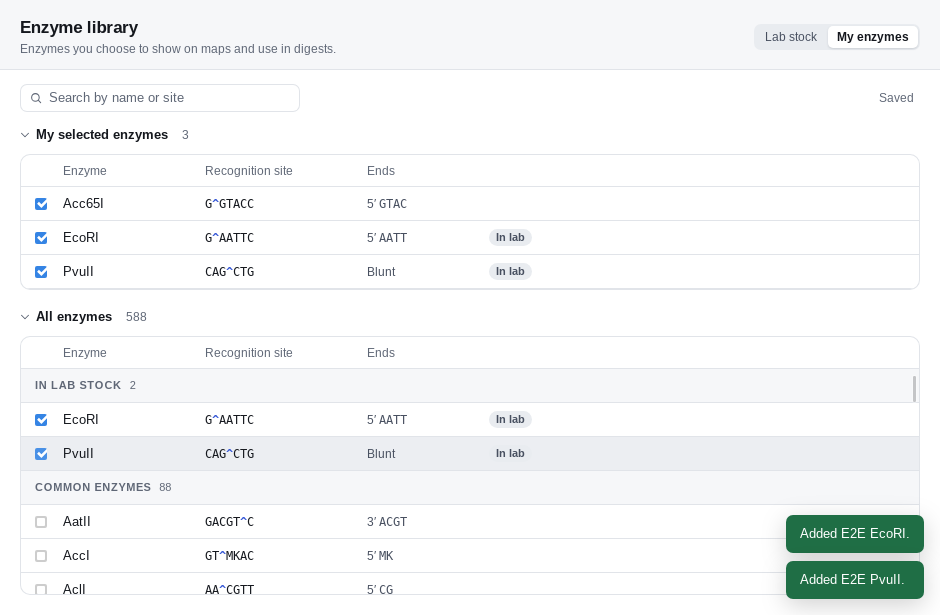 Enzyme library
Enzymes you choose to show on maps and use in digests.
Lab stock My enzymes
Search by name or site
Saved
My selected enzymes 3
Enzyme Recognition site Ends
Acc65I G^GTACC 5′ GTAC
EcoRI G^AATTC 5′ AATT In lab
PvuII CAG^CTG Blunt In lab
All enzymes 588
Enzyme Recognition site Ends
IN LAB STOCK 2
EcoRI G^AATTC 5′ AATT In lab
PvuII CAG^CTG Blunt In lab
COMMON ENZYMES 88
AatII GACGT^C 3′ ACGT
AccI GT^MKAC 5′ MK
AclI AA^CGTT 5′ CG
Added E2E EcoRI.
Added E2E PvuII.